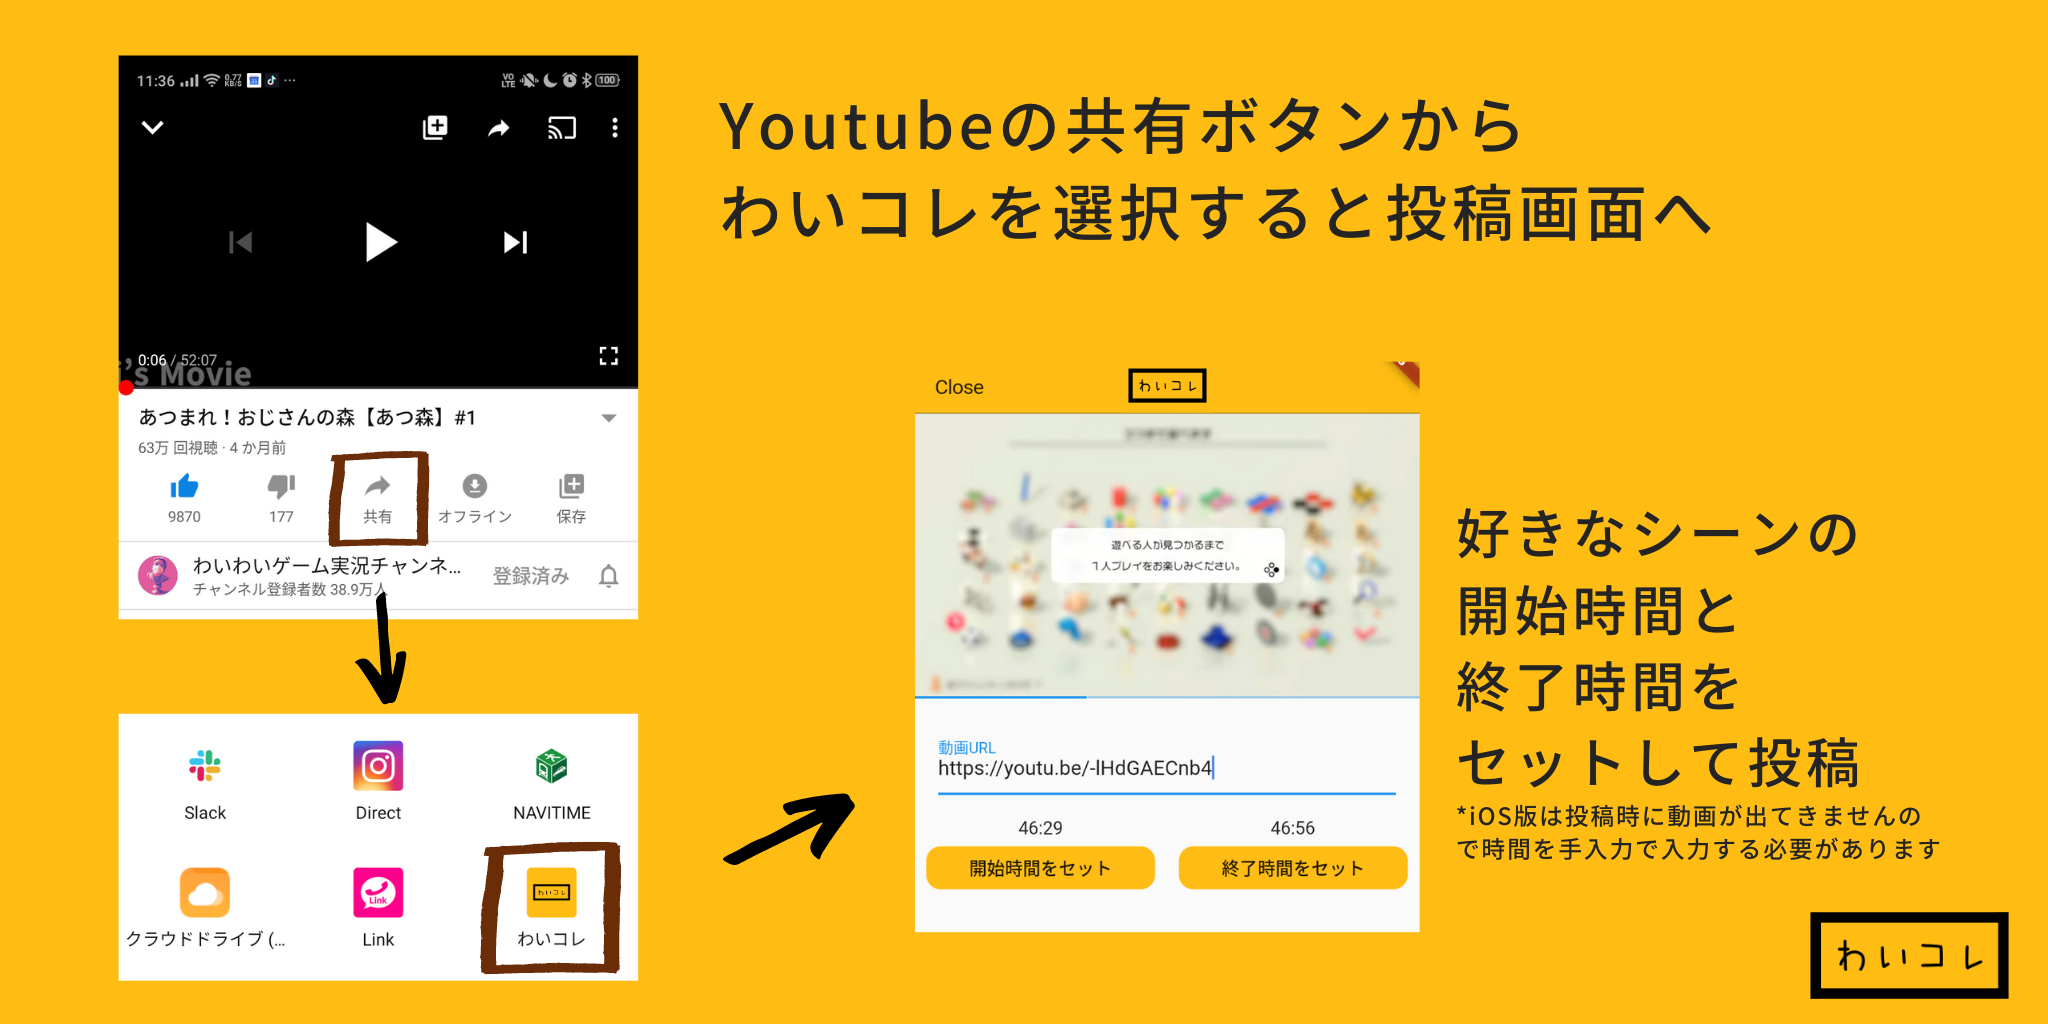 11:36
0.77
KB/S
VO
LTE
100
0:06 / 52:07
's Movie
あつまれ！おじさんの森【あつ森】#1
63万 回視聴・4 か月前
9870
177
共有
オフライン
保存
わいわいゲーム実況チャンネ...
チャンネル登録者数 38.9万人
登録済み
Slack
Direct
NAVITIME
Link
わいコレ
クラウドドライブ (...
Link
わいコレ
Youtubeの共有ボタンから
わいコレを選択すると投稿画面へ
Close
わいコレ
遊べる人が見つかるまで
1人プレイをお楽しみください。
動画URL
https://youtu.be/-lHdGAECnb4
46:29
46:56
開始時間をセット
終了時間をセット
好きなシーンの
開始時間と
終了時間を
セットして投稿
*iOS版は投稿時に動画が出てきませんの
で時間を手入力で入力する必要があります
わいコレ